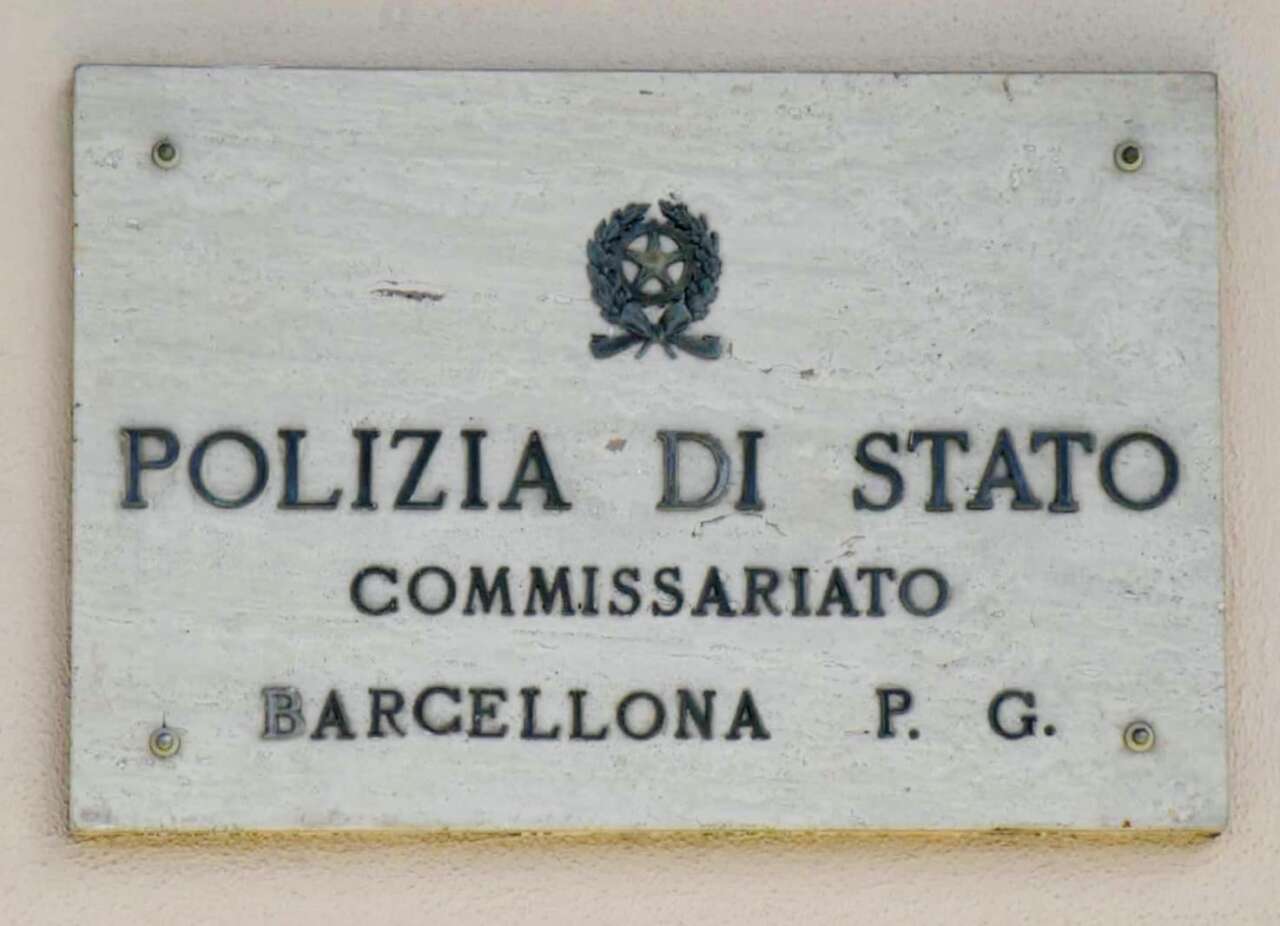 POLIZIA DI STATO
COMMISSARIATO
BARCELLONA P. G.